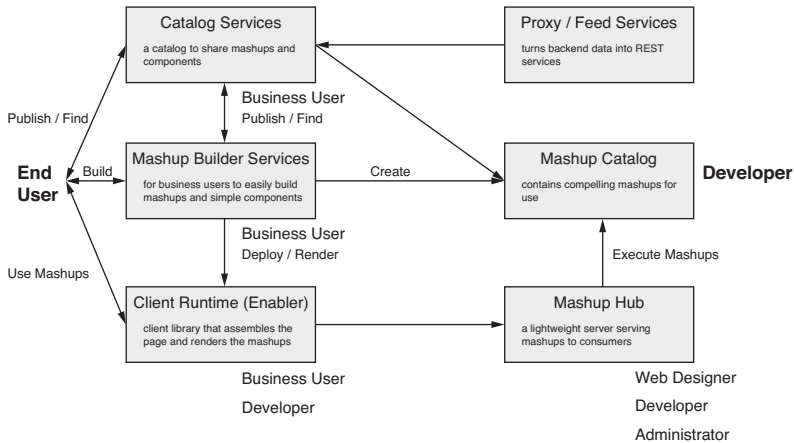 Catalog Services
a catalog to share mashups and
components
Proxy / Feed Services
turns backend data into REST
services
Publish / Find
Business User
Publish / Find
End
User
Build
Mashup Builder Services
for business users to easily build
mashups and simple components
Create
Mashup Catalog
contains compelling mashups for
use
Developer
Business User
Deploy / Render
Use Mashups
Execute Mashups
Client Runtime (Enabler)
client library that assembles the
page and renders the mashups
Mashup Hub
a lightweight server serving
mashups to consumers
Business User
Developer
Web Designer
Developer
Administrator